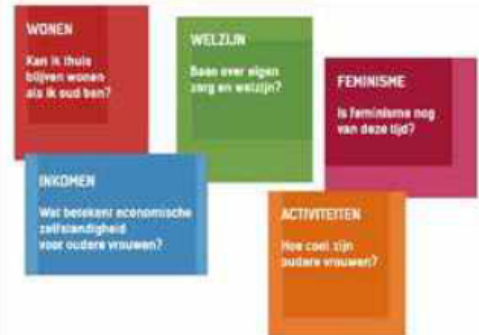 WONEN
Kan ik thuis
blijven wonen
als ik oud ben?
WELZIJN
Baas over eigen
zorg en welzijn?
FEMINISME
Is feminisme nog
van deze tijd?
INKOMEN
Wat betekent economische
zelfstandigheid
voor oudere vrouwen?
ACTIVITEITEN
Hoe cool zijn
oudere vrouwen?